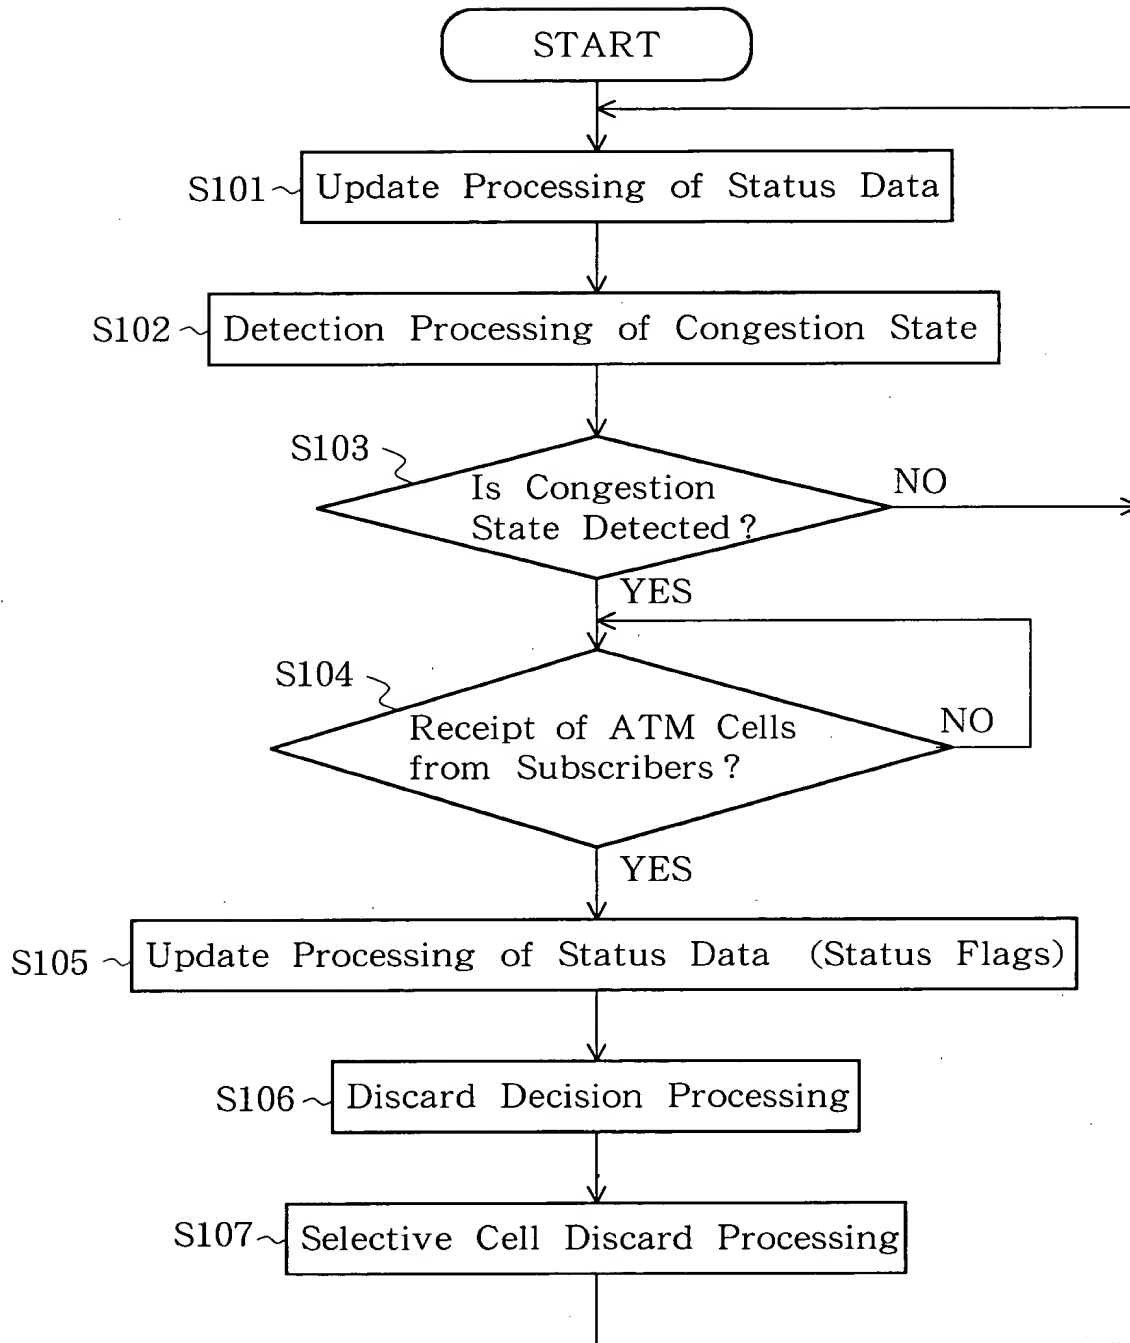 START
S101 Update Processing of Status Data
S102 Detection Processing of Congestion State
S103
Is Congestion
State Detected?
NO
YES
S104
Receipt of ATM Cells
from Subscribers?
NO
YES
S105 Update Processing of Status Data (Status Flags)
S106 Discard Decision Processing
S107 Selective Cell Discard Processing